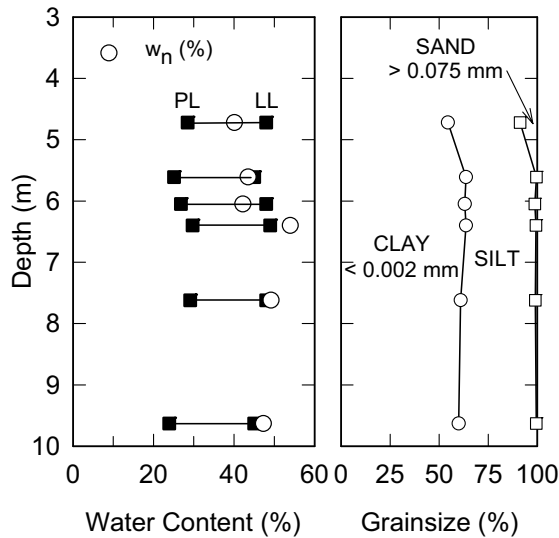 3
4
5
6
7
8
9
10
Depth (m)
w_n (%)
PL LL
0 20 40 60
Water Content (%)
SAND
> 0.075 mm
CLAY
< 0.002 mm
SILT
0 25 50 75 100
Grainsize (%)